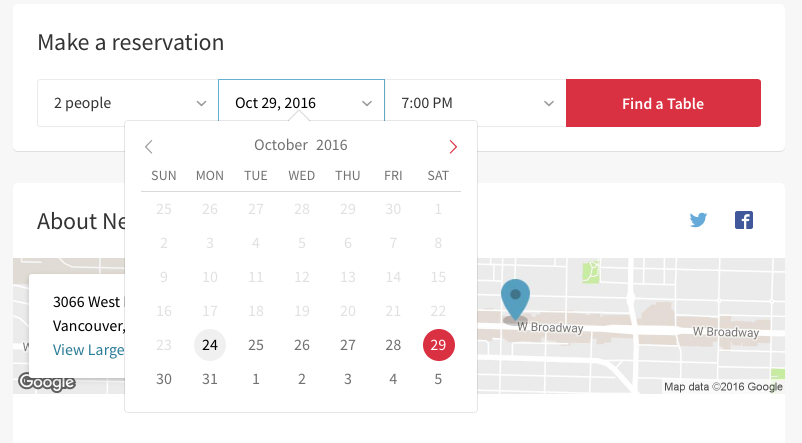 Make a reservation
2 people Oct 29, 2016 7:00 PM Find a Table
October 2016
SUN MON TUE WED THU FRI SAT
25 26 27 28 29 30 1
2 3 4 5 6 7 8
9 10 11 12 13 14 15
16 17 18 19 20 21 22
23 24 25 26 27 28 29
30 31 1 2 3 4 5
About Ne
3066 West
Vancouver,
View Large
Google
W Broadway
W Broadway
Map data ©2016 Google